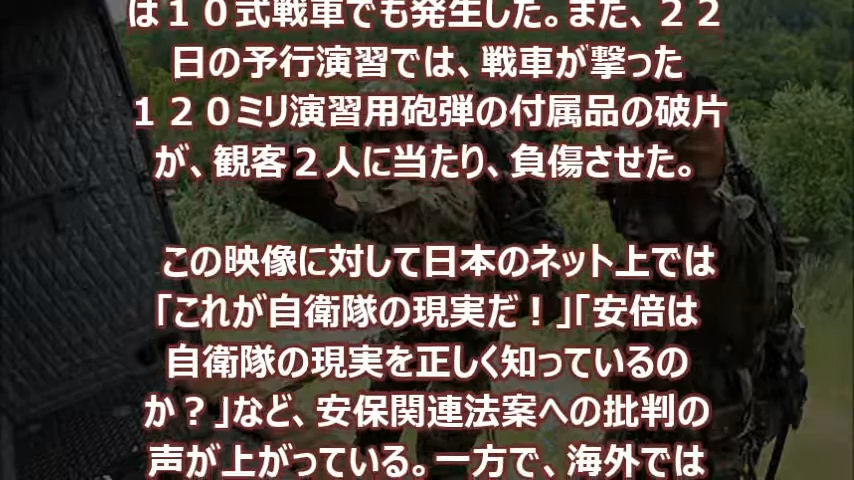 は１０式戦車でも発生した。また、２２
日の予行演習では、戦車が撃った
１２０ミリ演習用砲弾の付属品の破片
が、観客２人に当たり、負傷させた。
この映像に対して日本のネット上では
「これが自衛隊の現実だ！」「安倍は
自衛隊の現実を正しく知っているの
か？」など、安保関連法案への批判の
声が上がっている。一方で、海外では